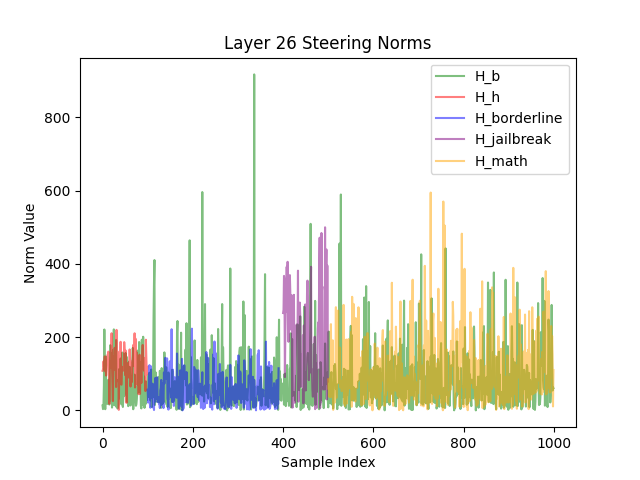 Layer 26 Steering Norms
H_b
H_h
H_borderline
H_jailbreak
H_math
Norm Value
800
600
400
200
0
0 200 400 600 800 1000
Sample Index